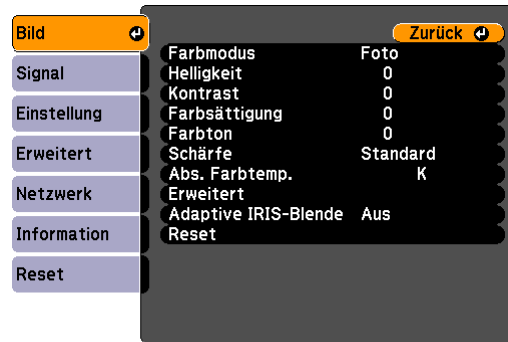 Bild
Signal
Einstellung
Erweitert
Netzwerk
Information
Reset
Zurück
Farbmodus Foto
Helligkeit 0
Kontrast 0
Farbsättigung 0
Farbton 0
Schärfe Standard
Abs. Farbtemp. K
Erweitert
Adaptive IRIS-Blende Aus
Reset